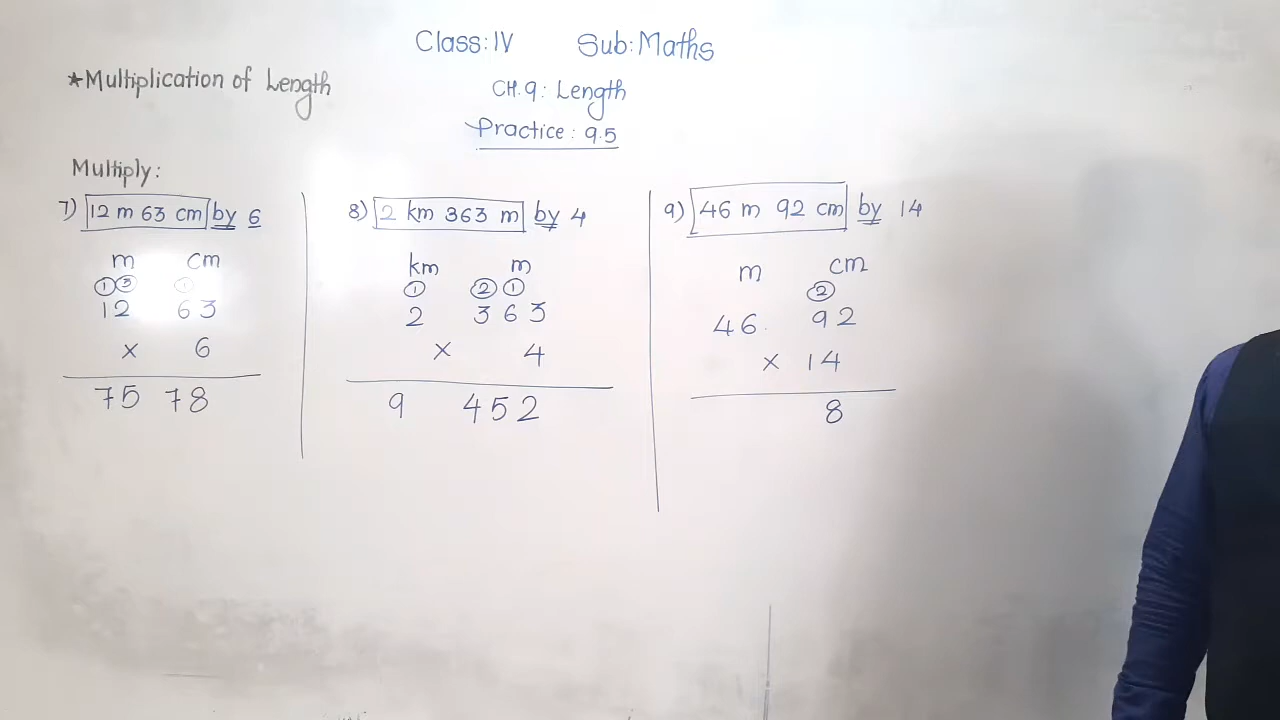 Class: IV Sub: Maths
★Multiplication of Length
CH.9: Length
Practice: 9.5
Multiply:
7) 12 m 63 cm by 6
m cm
1 3 1
12 63
× 6
75 78
8) 2 km 363 m by 4
km m
1 2 1
2 363
× 4
9 452
9) 46 m 92 cm by 14
m cm
2
46 92
× 14
8